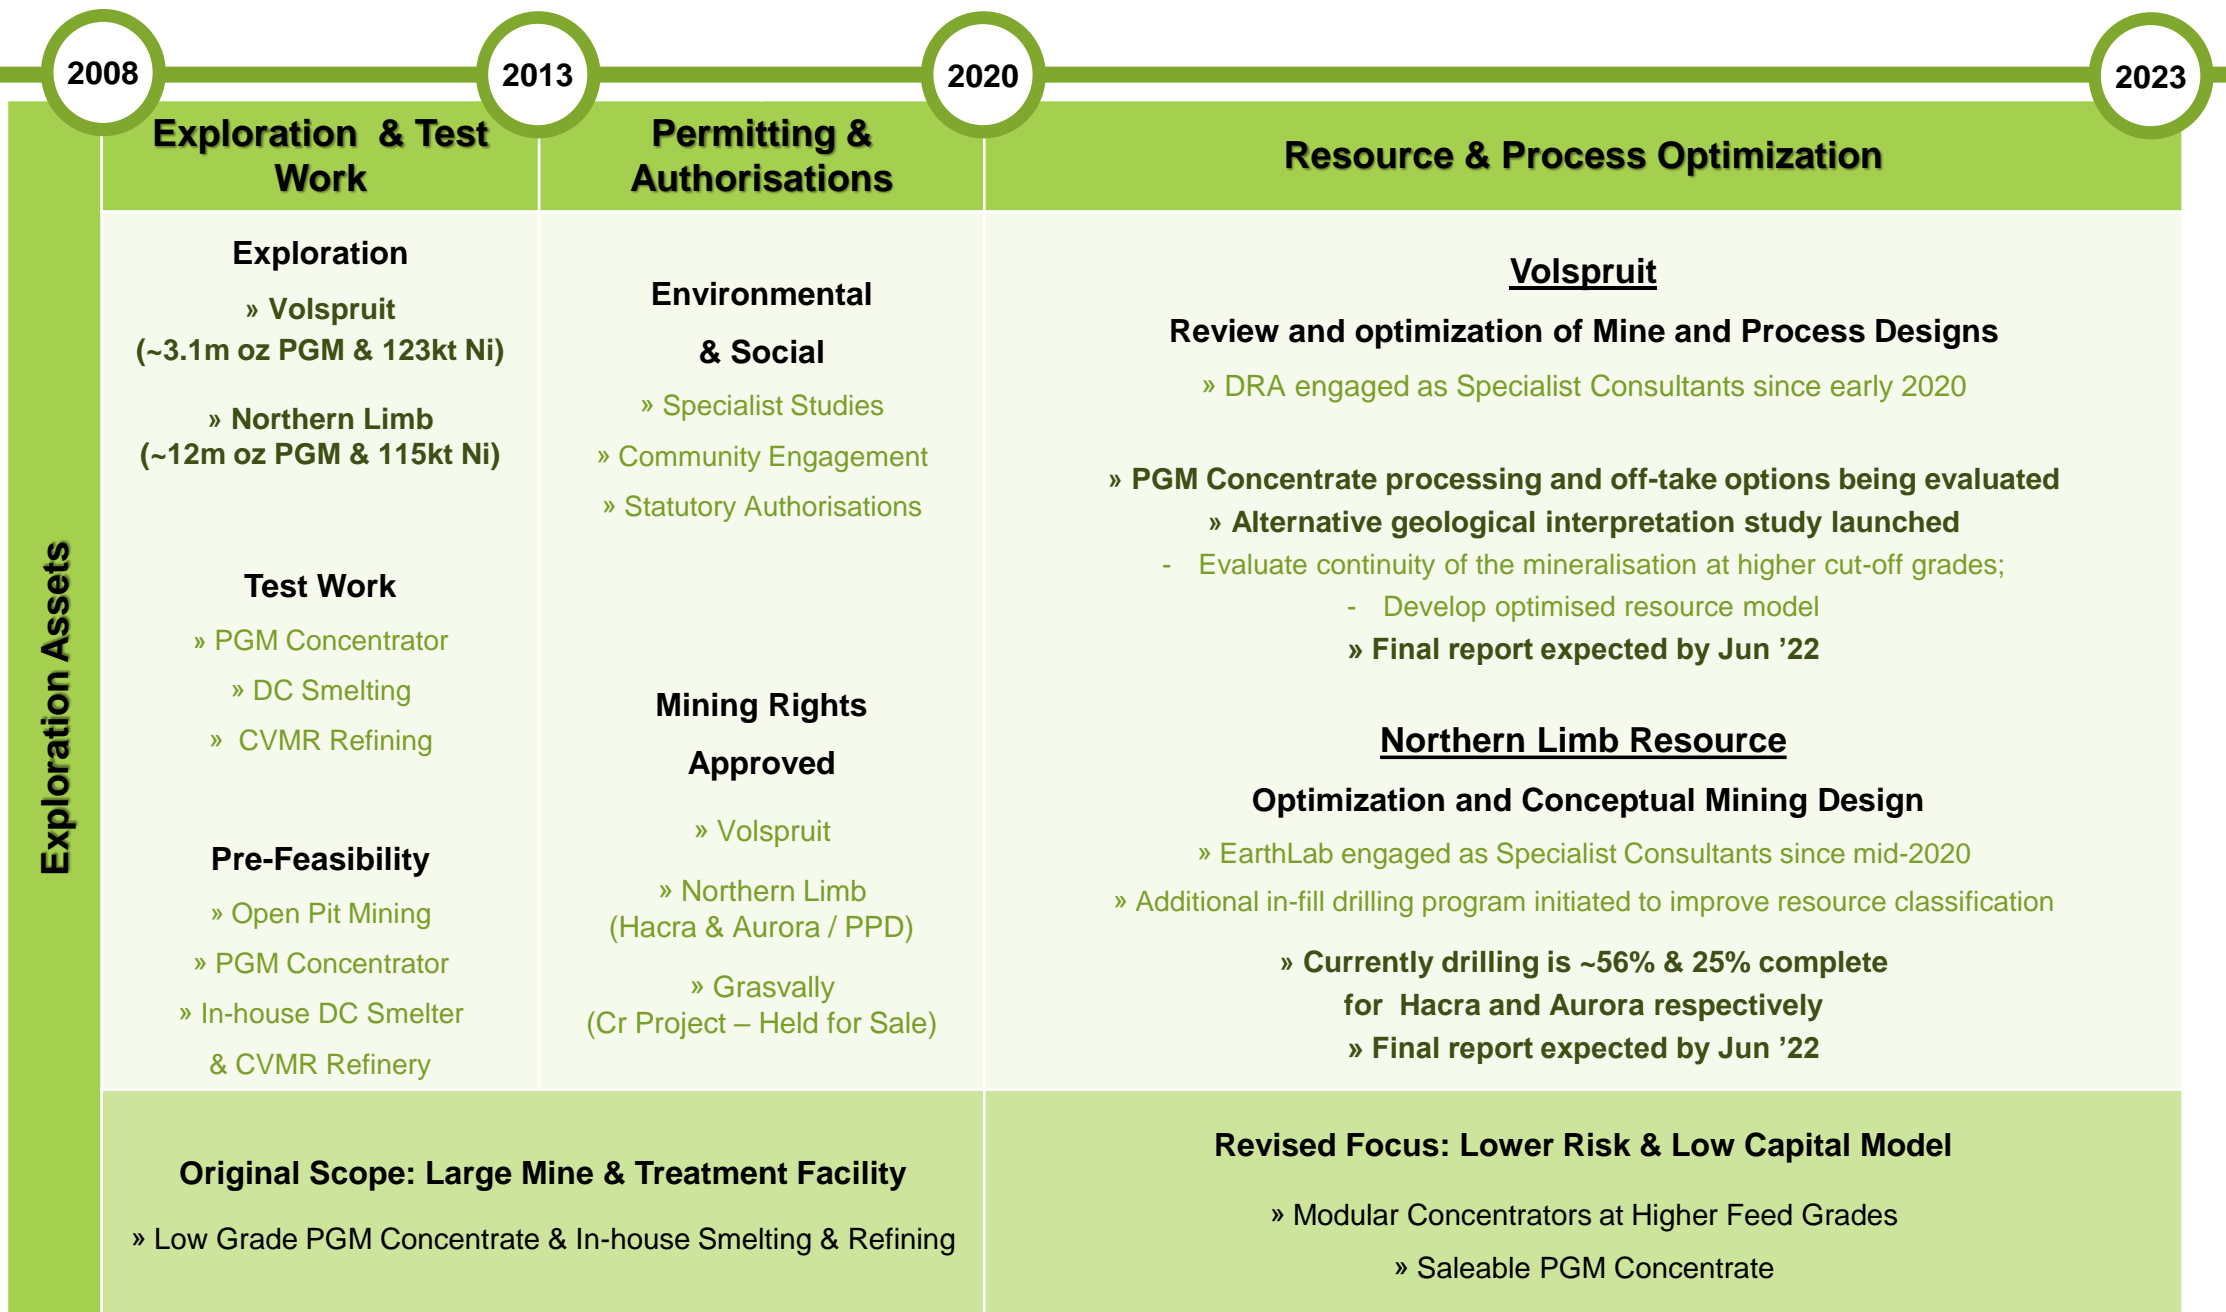 2008
2013
2020
2023
Exploration Assets
Exploration & Test
Work
Permitting &
Authorisations
Resource & Process Optimization
Exploration
» Volspruit
(~3.1m oz PGM & 123kt Ni)
» Northern Limb
(~12m oz PGM & 115kt Ni)
Test Work
» PGM Concentrator
» DC Smelting
» CVMR Refining
Pre-Feasibility
» Open Pit Mining
» PGM Concentrator
» In-house DC Smelter
& CVMR Refinery
Environmental
& Social
» Specialist Studies
» Community Engagement
» Statutory Authorisations
Mining Rights
Approved
» Volspruit
» Northern Limb
(Hacra & Aurora / PPD)
» Grasvally
(Cr Project – Held for Sale)
Volspruit
Review and optimization of Mine and Process Designs
» DRA engaged as Specialist Consultants since early 2020
» PGM Concentrate processing and off-take options being evaluated
» Alternative geological interpretation study launched
- Evaluate continuity of the mineralisation at higher cut-off grades;
- Develop optimised resource model
» Final report expected by Jun ’22
Northern Limb Resource
Optimization and Conceptual Mining Design
» EarthLab engaged as Specialist Consultants since mid-2020
» Additional in-fill drilling program initiated to improve resource classification
» Currently drilling is ~56% & 25% complete
for Hacra and Aurora respectively
» Final report expected by Jun ’22
Original Scope: Large Mine & Treatment Facility
» Low Grade PGM Concentrate & In-house Smelting & Refining
Revised Focus: Lower Risk & Low Capital Model
» Modular Concentrators at Higher Feed Grades
» Saleable PGM Concentrate